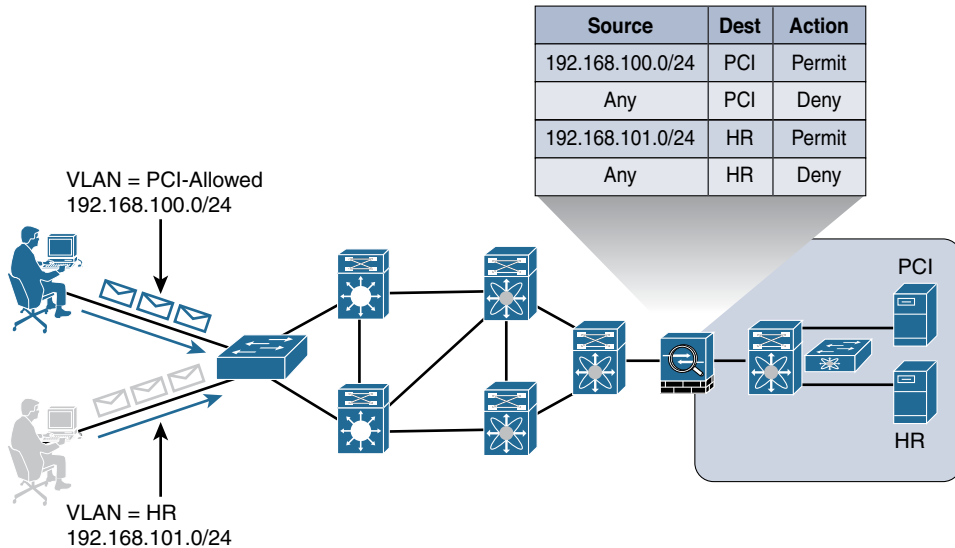 Source Dest Action
192.168.100.0/24 PCI Permit
Any PCI Deny
192.168.101.0/24 HR Permit
Any HR Deny
VLAN = PCI-Allowed
192.168.100.0/24
PCI
HR
VLAN = HR
192.168.101.0/24